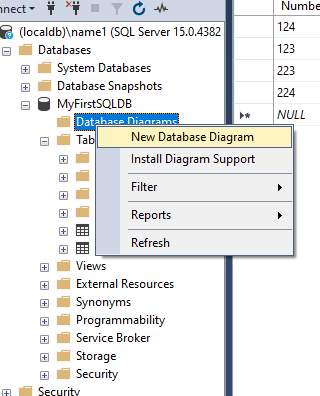 nnect
(localdb)\name1 (SQL Server 15.0.4382
Databases
System Databases
Database Snapshots
MyFirstSQLDB
Database Diagrams
New Database Diagram
Install Diagram Support
Filter
Reports
Refresh
Tab
Views
External Resources
Synonyms
Programmability
Service Broker
Storage
Security
Security
Number
124
123
223
224
NULL